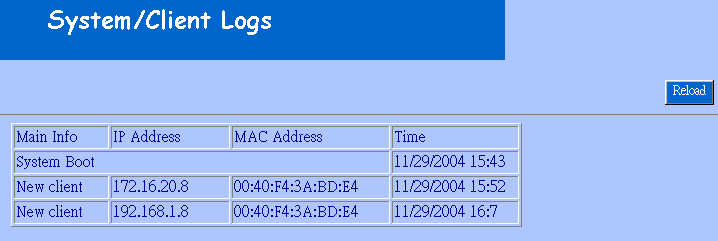 System/Client Logs
Reload
Main Info IP Address MAC Address Time
System Boot 11/29/2004 15:43
New client 172.16.20.8 00:40:F4:3A:BD:E4 11/29/2004 15:52
New client 192.168.1.8 00:40:F4:3A:BD:E4 11/29/2004 16:7